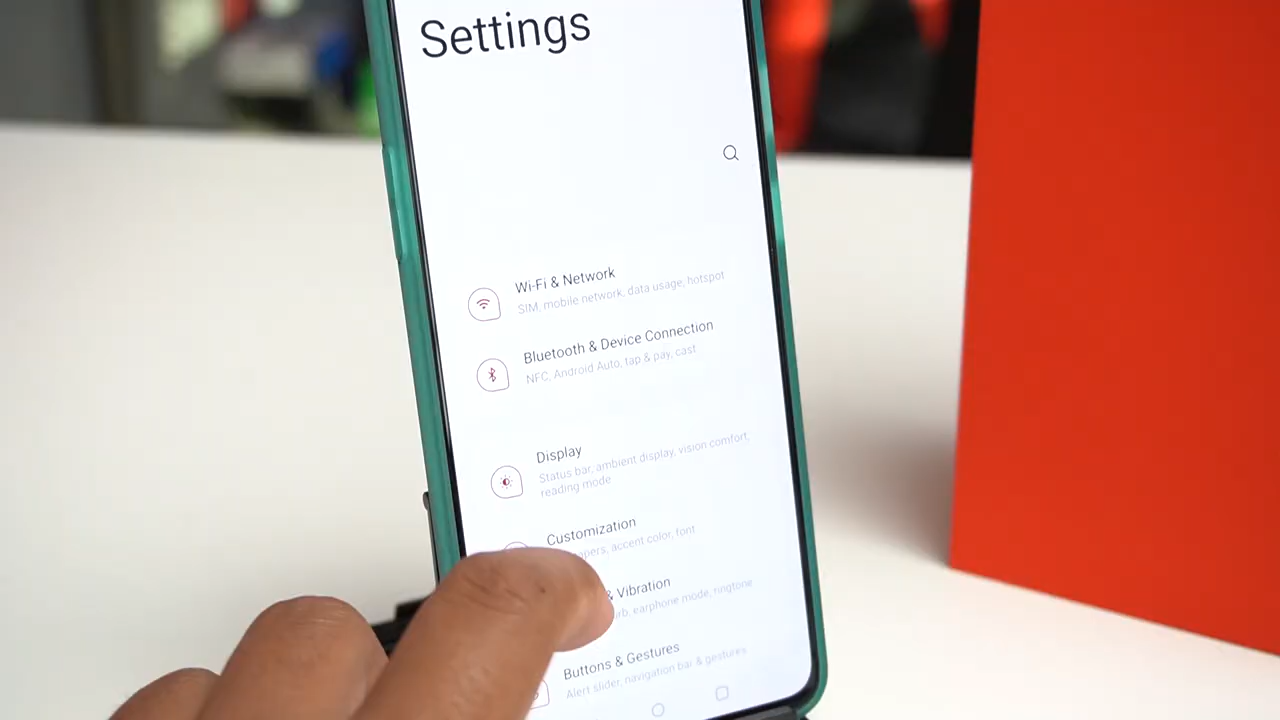 Settings
Wi-Fi & Network
SIM, mobile network, data usage, hotspot
Bluetooth & Device Connection
NFC, Android Auto, tap & pay, cast
Display
Status bar, ambient display, vision comfort,
reading mode
Customization
apers, accent color, font
& Vibration
urb, earphone mode, ringtone
Buttons & Gestures
Alert slider, navigation bar & gestures